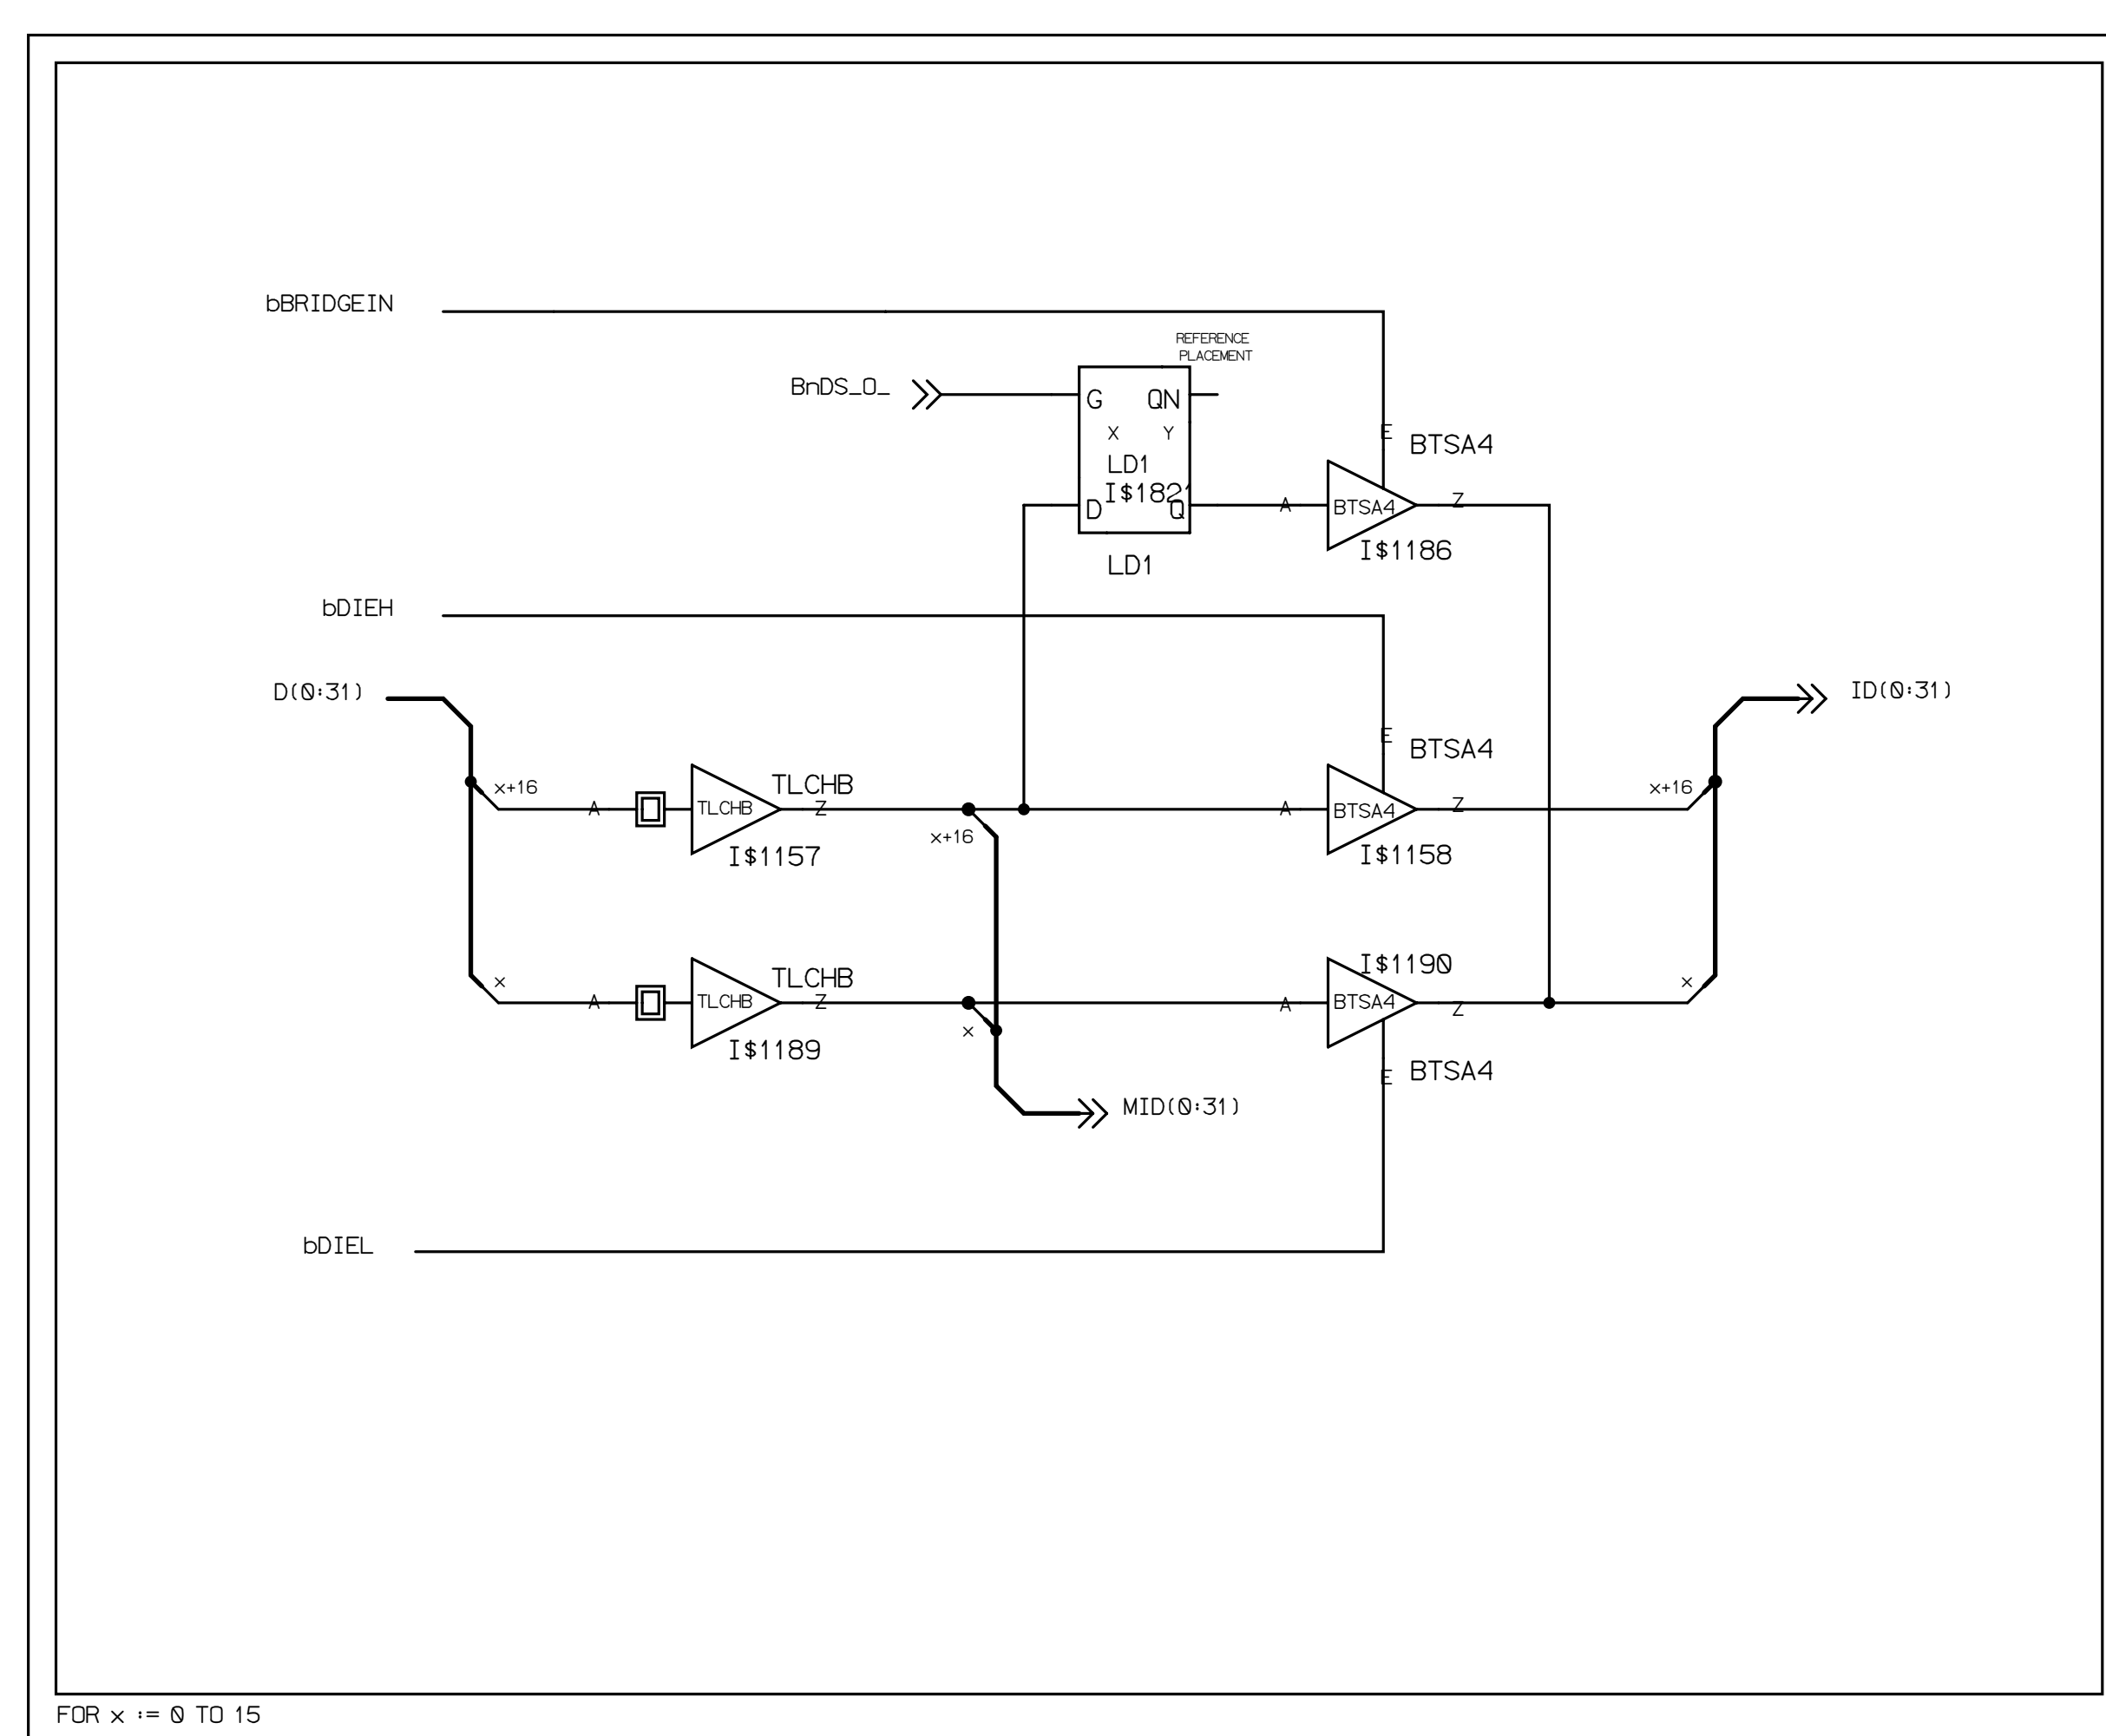 bBRIDGEIN
REFERENCE
PLACEMENT
BnDS_0_
G QN
X Y
E BTSA4
LD1
I$1821
D Q
A BTSA4 Z
I$1186
LD1
bDIEH
D(0:31)
ID(0:31)
E BTSA4
x+16 TLCHB x+16
A TLCHB Z A BTSA4 Z
x+16
I$1157 I$1158
I$1190
x TLCHB x
A TLCHB Z A BTSA4 Z
x
I$1189
E BTSA4
MID(0:31)
bDIEL
FOR x := 0 TO 15